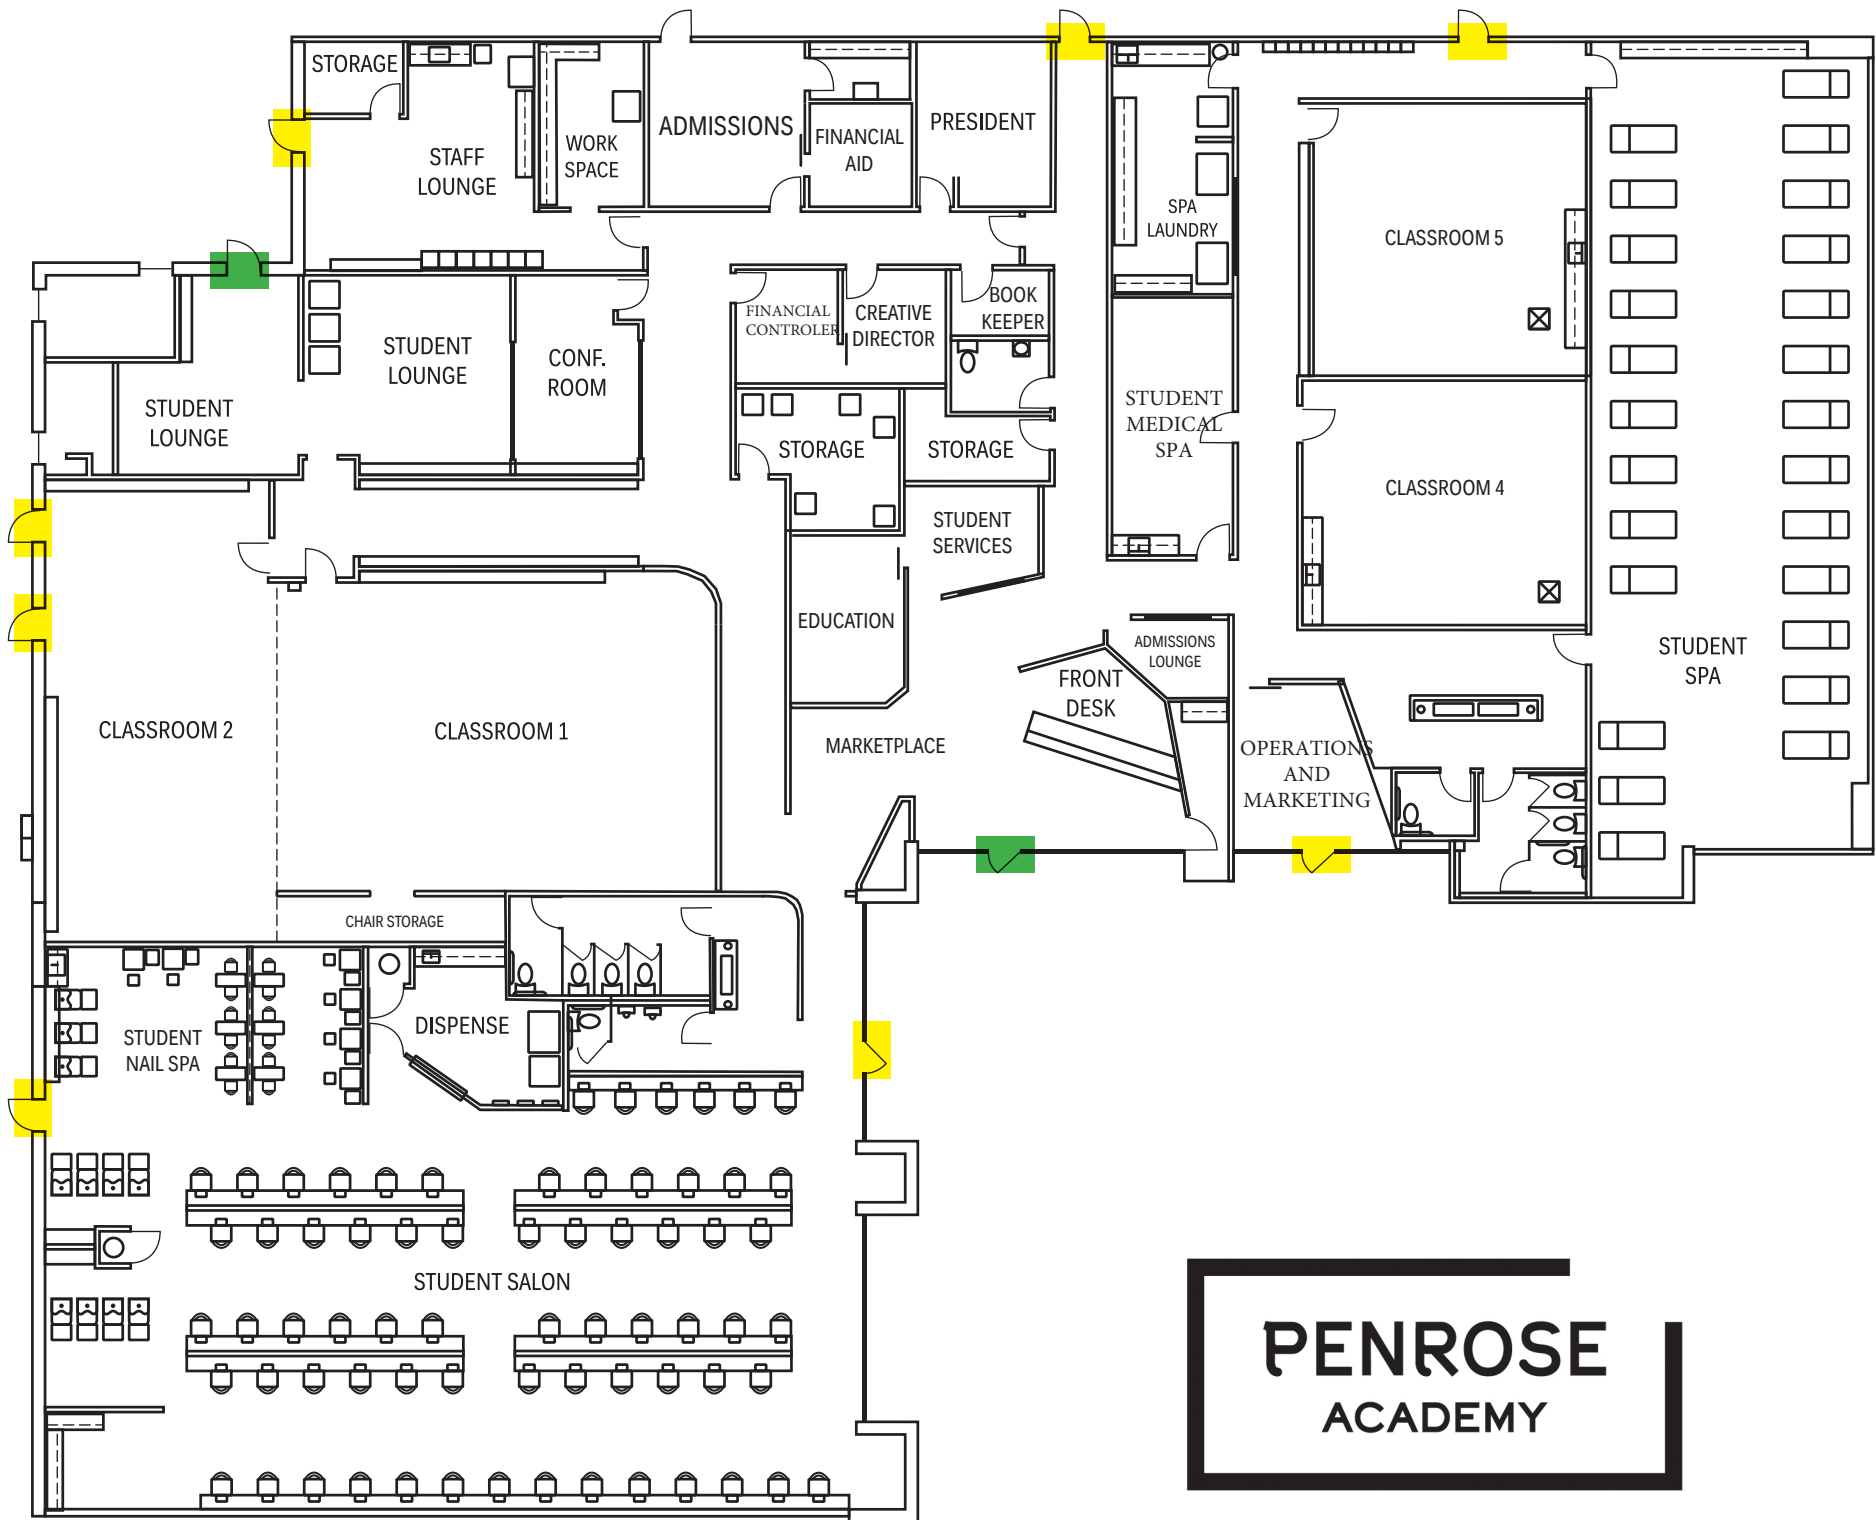 STORAGE
STAFF
LOUNGE
WORK
SPACE
ADMISSIONS
FINANCIAL
AID
PRESIDENT
SPA
LAUNDRY
CLASSROOM 5
STUDENT
LOUNGE
STUDENT
LOUNGE
CONF.
ROOM
FINANCIAL
CONTROLER
CREATIVE
DIRECTOR
BOOK
KEEPER
STORAGE
STORAGE
STUDENT
MEDICAL
SPA
CLASSROOM 4
STUDENT
SERVICES
EDUCATION
ADMISSIONS
LOUNGE
FRONT
DESK
STUDENT
SPA
CLASSROOM 2
CLASSROOM 1
MARKETPLACE
OPERATIONS
AND
MARKETING
CHAIR STORAGE
STUDENT
NAIL SPA
DISPENSE
STUDENT SALON
PENROSE
ACADEMY